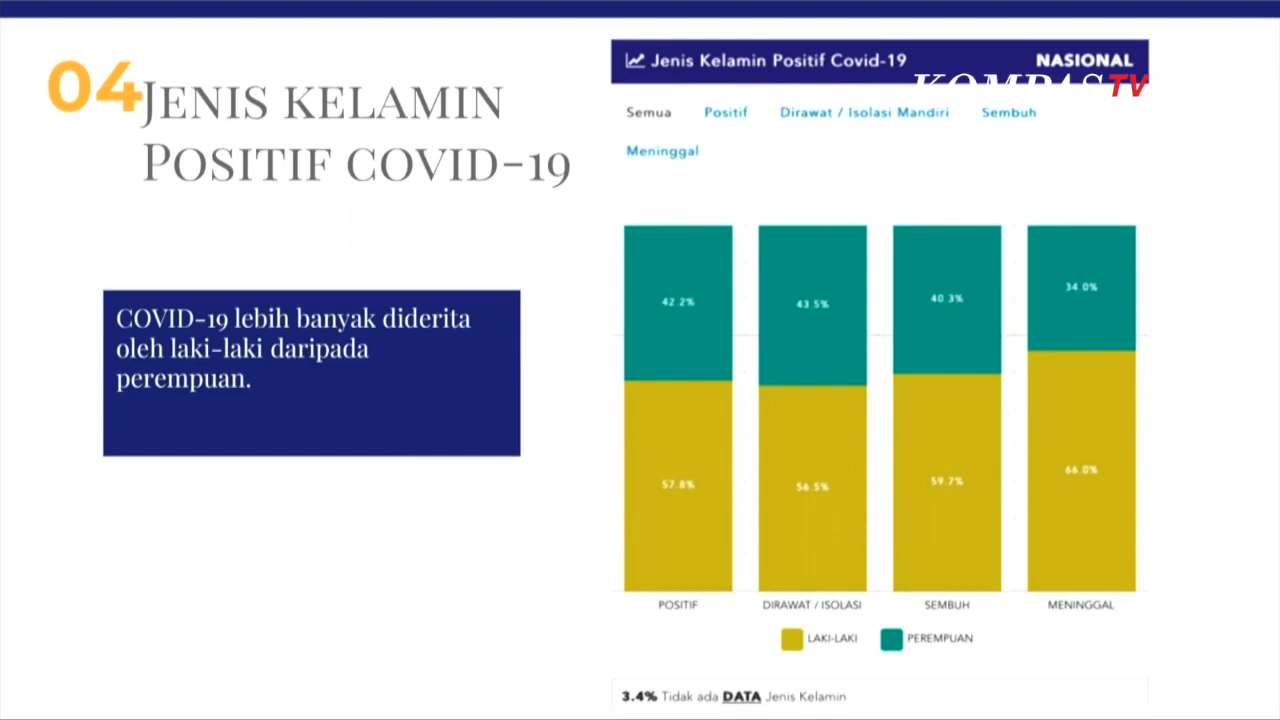 04
Jenis kelamin
Positif covid-19
COVID-19 lebih banyak diderita
oleh laki-laki daripada
perempuan.
Jenis Kelamin Positif Covid-19 NASIONAL
KOMPAS TV
Semua Positif Dirawat / Isolasi Mandiri Sembuh
Meninggal
42.2% 43.5% 40.3% 34.0%
57.8% 56.5% 59.7% 66.0%
POSITIF DIRAWAT / ISOLASI SEMBUH MENINGGAL
LAKI-LAKI PEREMPUAN
3.4% Tidak ada DATA Jenis Kelamin